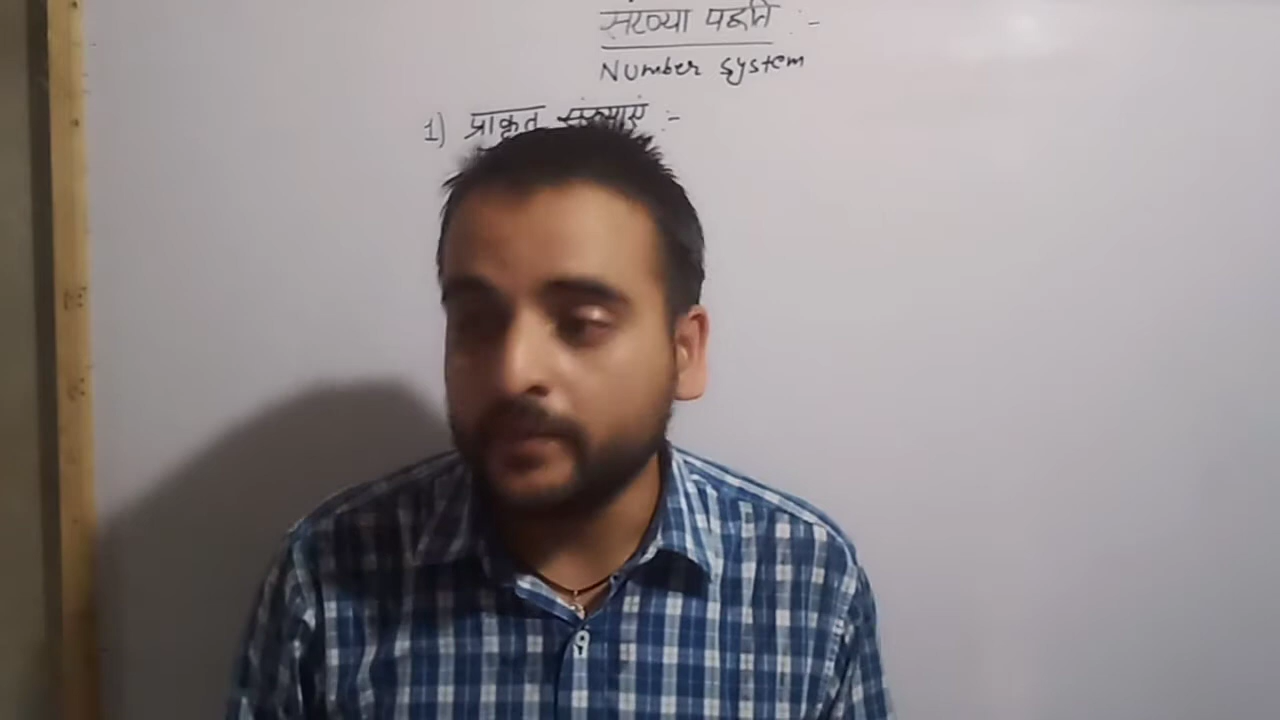 संख्या पद्धति :-
Number System
1) प्राकृत संख्याएं :-